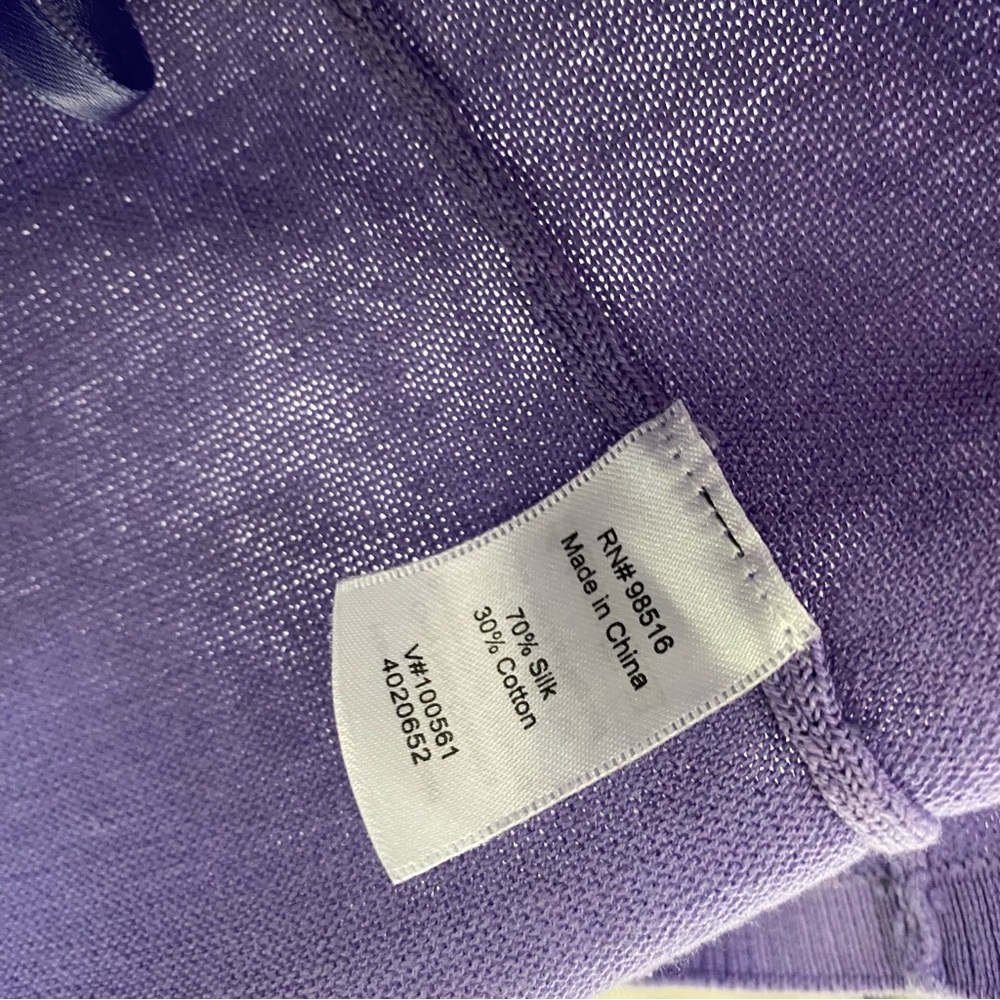 RN# 98516
Made in China
70% Silk
30% Cotton
V#100561
4020652